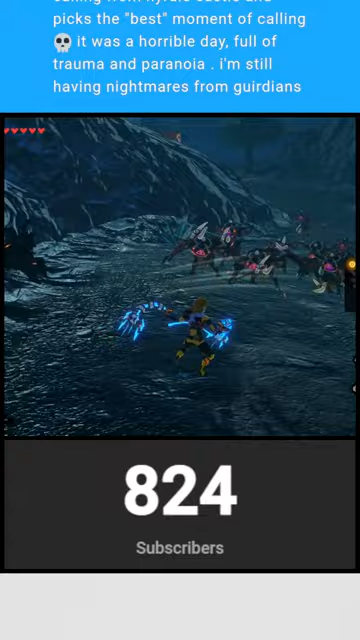 picks the "best" moment of calling
💀 it was a horrible day, full of
trauma and paranoia . i'm still
having nightmares from guirdians
824
Subscribers